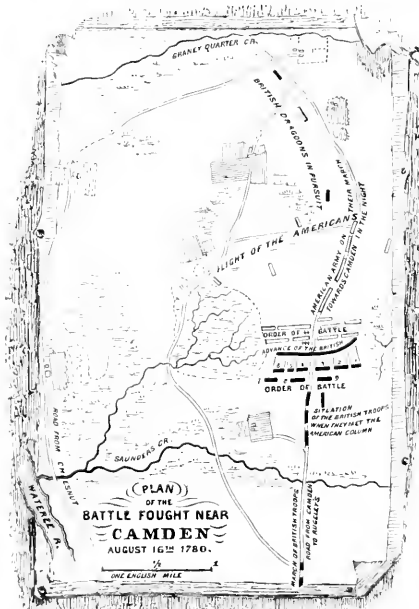 GRANEY QUARTER CR.
BRITISH DRAGOONS IN PURSUIT
FLIGHT OF THE AMERICANS
AMERICAN ARMY ON THEIR MARCH
TOWARDS CAMDEN IN THE NIGHT
ORDER OF BATTLE
ADVANCE OF THE BRITISH
ORDER OF BATTLE
SITUATION
OF THE BRITISH TROOPS
WHEN THEY MET THE
AMERICAN COLUMN
ROAD FROM CHESNUT
SAUNDERS CR.
WATEREE R.
MARCH OF BRITISH TROOPS
ROAD FROM CAMDEN
PLAN
OF THE
BATTLE FOUGHT NEAR
CAMDEN
AUGUST 16TH 1780.
1/2 1
ONE ENGLISH MILE